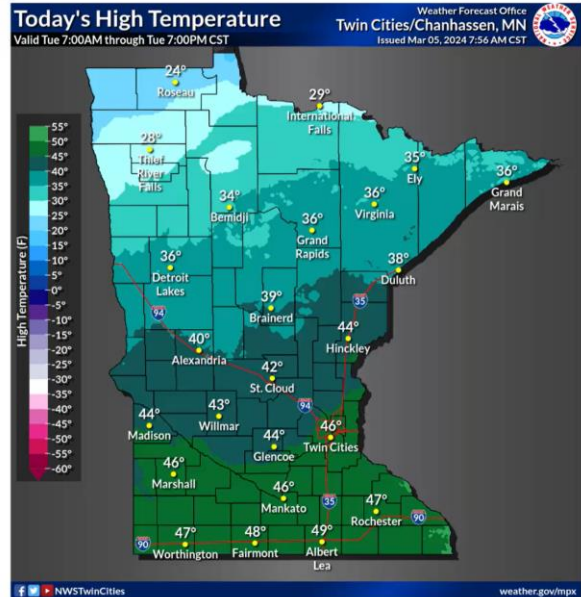 Today's High Temperature
Valid Tue 7:00AM through Tue 7:00PM CST
Weather Forecast Office
Twin Cities/Chanhassen, MN
Issued Mar 05, 2024 7:56 AM CST
24°
Roseau
29°
International
Falls
28°
Thief
River
Falls
35°
Ely
36°
Grand
Marais
34°
Bemidji
36°
Virginia
36°
Grand
Rapids
36°
Detroit
Lakes
38°
Duluth
39°
Brainerd
35
94
40°
Alexandria
44°
Hinckley
42°
St. Cloud
94
44°
Madison
43°
Willmar
44°
Glencoe
46°
Twin Cities
46°
Marshall
46°
Mankato
35
47°
Rochester
90
90
47°
Worthington
48°
Fairmont
49°
Albert
Lea
High Temperature (F)
55°
50°
45°
40°
35°
30°
25°
20°
15°
10°
5°
0°
-5°
-10°
-15°
-20°
-25°
-30°
-35°
-40°
-45°
-50°
-55°
-60°
NWSTwinCities
weather.gov/mpx